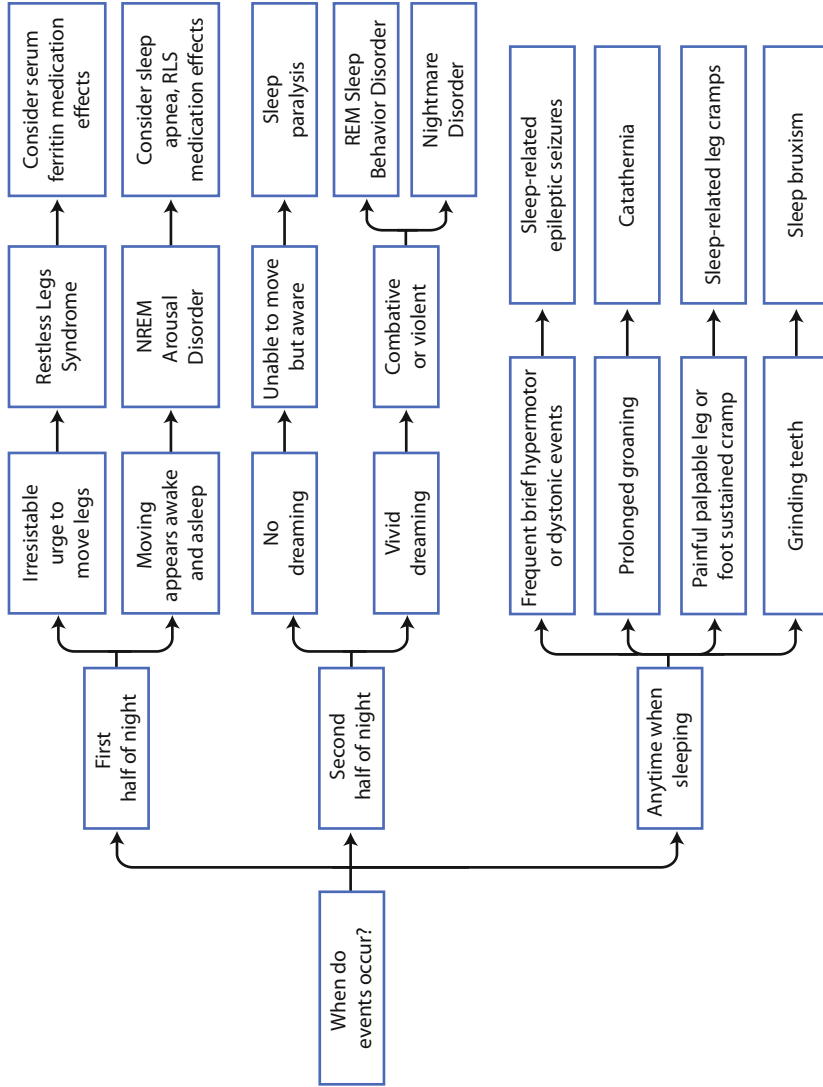 When do
events occur?
First
half of night
Irresistable
urge to
move legs
Restless Legs
Syndrome
Consider serum
ferritin medication
effects
Moving
appears awake
and asleep
NREM
Arousal
Disorder
Consider sleep
apnea, RLS
medication effects
Second
half of night
No
dreaming
Unable to move
but aware
Sleep
paralysis
Vivid
dreaming
Combative
or violent
REM Sleep
Behavior Disorder
Nightmare
Disorder
Anytime when
sleeping
Frequent brief hypermotor
or dystonic events
Sleep-related
epileptic seizures
Prolonged groaning
Catathernia
Painful palpable leg or
foot sustained cramp
Sleep-related leg cramps
Grinding teeth
Sleep bruxism